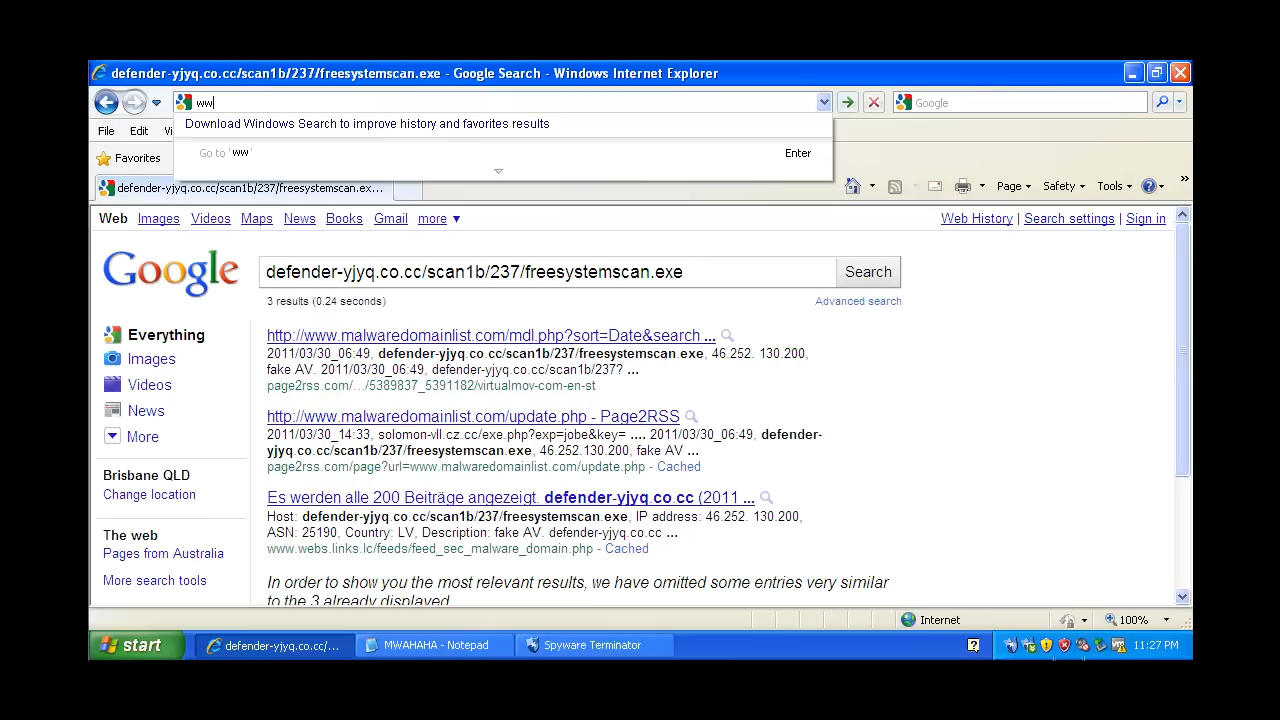 defender-yjyq.co.cc/scan1b/237/freesystemscan.exe - Google Search - Windows Internet Explorer
ww
Google
Download Windows Search to improve history and favorites results
File Edit Vi
Go to 'ww' Enter
Favorites
defender-yjyq.co.cc/scan1b/237/freesystemscan.ex...
Page Safety Tools
Web Images Videos Maps News Books Gmail more ▼
Web History | Search settings | Sign in
Google
defender-yjyq.co.cc/scan1b/237/freesystemscan.exe
Search
3 results (0.24 seconds)
Advanced search
Everything
Images
Videos
News
More
Brisbane QLD
Change location
The web
Pages from Australia
More search tools
http://www.malwaredomainlist.com/mdl.php?sort=Date&search ...
2011/03/30_06:49, defender-yjyq.co.cc/scan1b/237/freesystemscan.exe, 46.252. 130.200,
fake AV. 2011/03/30_06:49, defender-yjyq.co.cc/scan1b/237? ...
page2rss.com/.../5389837_5391182/virtualmov-com-en-st
http://www.malwaredomainlist.com/update.php - Page2RSS
2011/03/30_14:33, solomon-vll.cz.cc/exe.php?exp=jobe&key= .... 2011/03/30_06:49, defender-
yjyq.co.cc/scan1b/237/freesystemscan.exe, 46.252.130.200, fake AV ...
page2rss.com/page?url=www.malwaredomainlist.com/update.php - Cached
Es werden alle 200 Beiträge angezeigt. defender-yjyq.co.cc (2011 ...
Host: defender-yjyq.co.cc/scan1b/237/freesystemscan.exe, IP address: 46.252. 130.200,
ASN: 25190, Country: LV, Description: fake AV. defender-yjyq.co.cc ...
www.webs.links.lc/feeds/feed_sec_malware_domain.php - Cached
In order to show you the most relevant results, we have omitted some entries very similar
to the 3 already displayed
Internet
100%
start
defender-yjyq.co.cc/...
MWAHAHA - Notepad
Spyware Terminator
11:27 PM